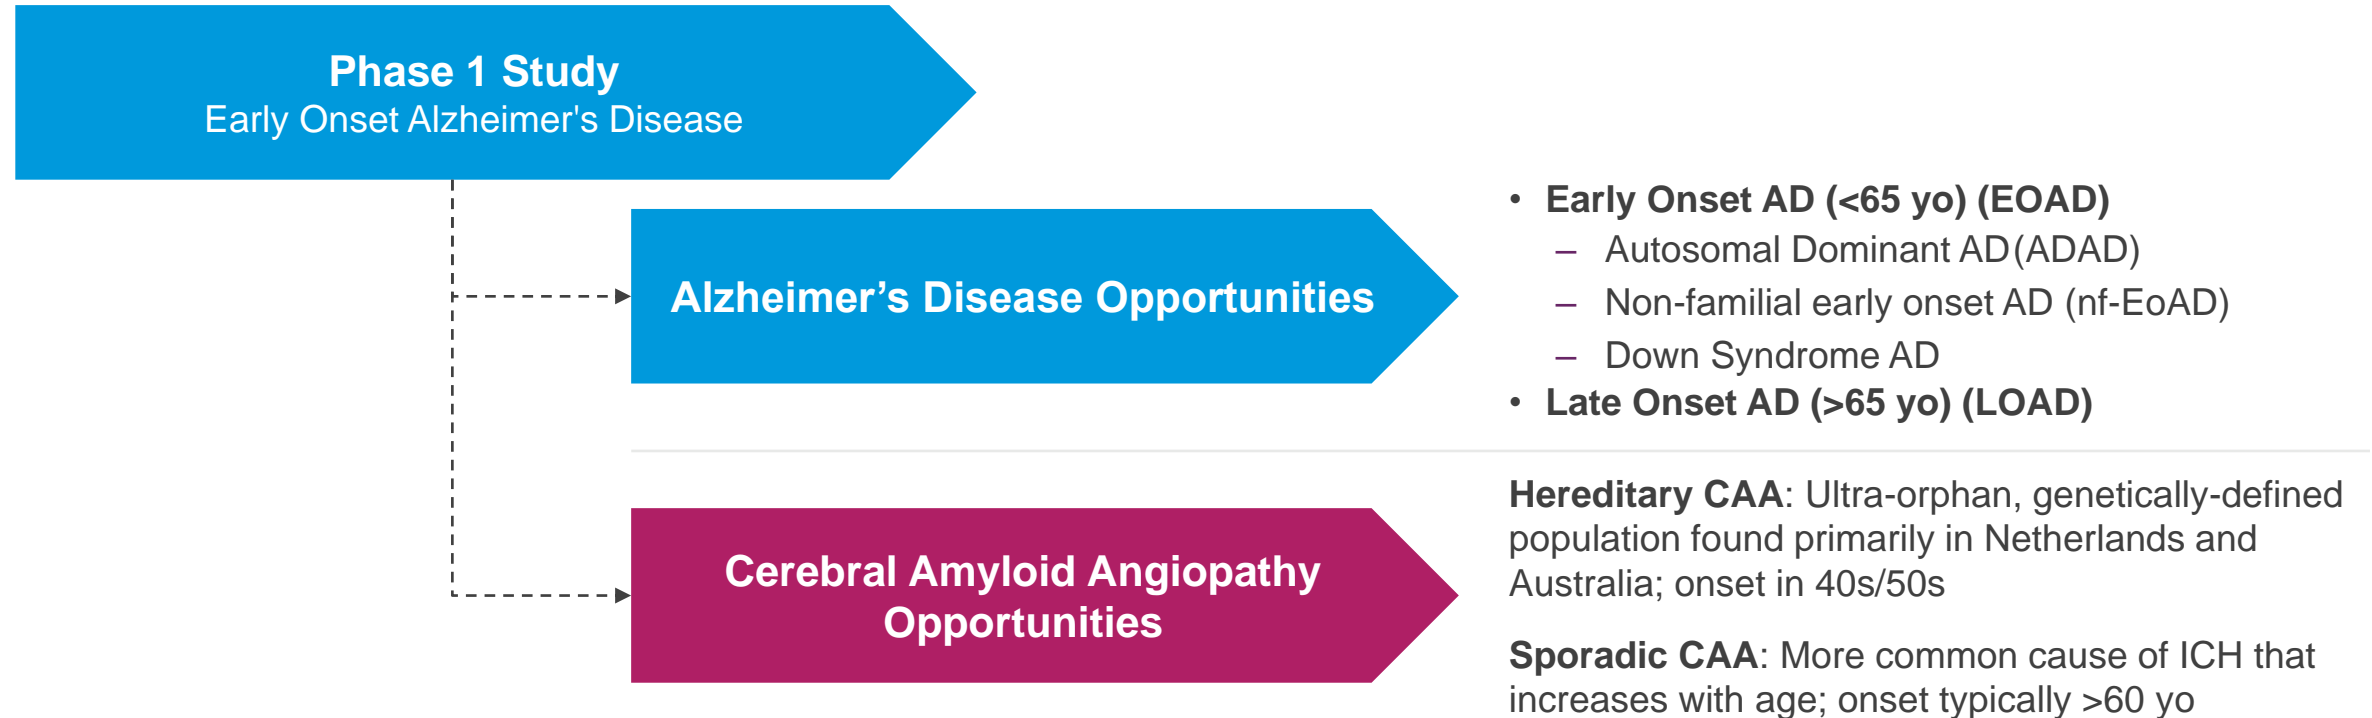 Phase 1 Study
Early Onset Alzheimer's Disease
Alzheimer’s Disease Opportunities
• Early Onset AD (<65 yo) (EOAD)
– Autosomal Dominant AD (ADAD)
– Non-familial early onset AD (nf-EoAD)
– Down Syndrome AD
• Late Onset AD (>65 yo) (LOAD)
Cerebral Amyloid Angiopathy
Opportunities
Hereditary CAA: Ultra-orphan, genetically-defined
population found primarily in Netherlands and
Australia; onset in 40s/50s
Sporadic CAA: More common cause of ICH that
increases with age; onset typically >60 yo